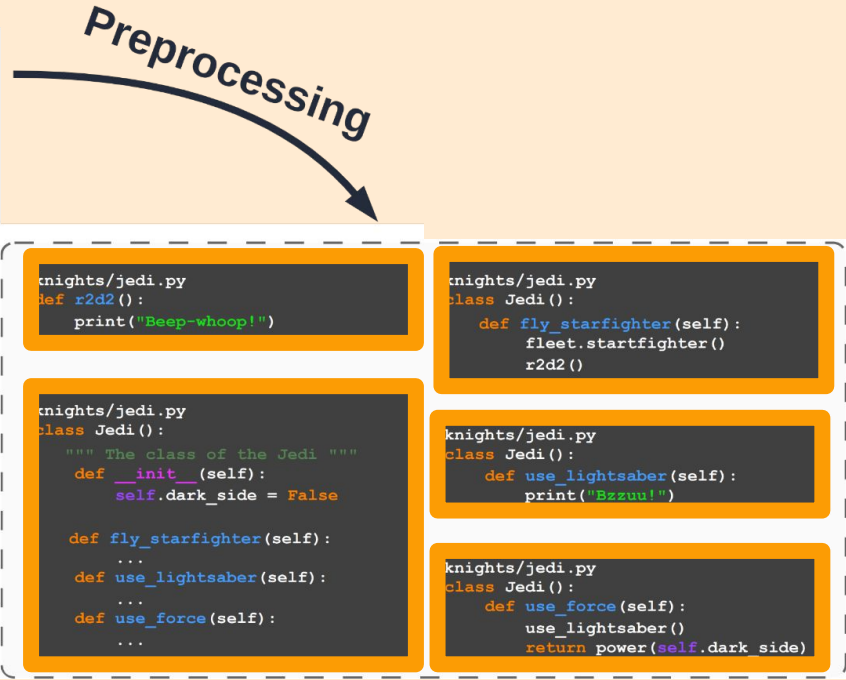 Preprocessing
knights/jedi.py
def r2d2():
print("Beep-whoop!")
knights/jedi.py
class Jedi():
""" The class of the Jedi """
def __init__(self):
self.dark_side = False
def fly_starfighter(self):
...
def use_lightsaber(self):
...
def use_force(self):
...
knights/jedi.py
class Jedi():
def fly_starfighter(self):
fleet.startfighter()
r2d2()
knights/jedi.py
class Jedi():
def use_lightsaber(self):
print("Bzzuu!")
knights/jedi.py
class Jedi():
def use_force(self):
use_lightsaber()
return power(self.dark_side)